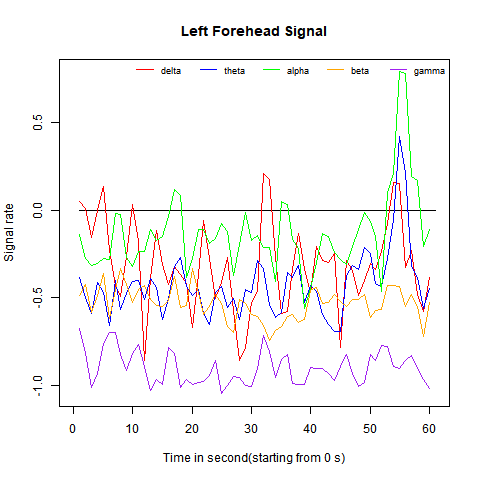 Left Forehead Signal
delta theta alpha beta gamma
Signal rate
0.5
0.0
-0.5
-1.0
0 10 20 30 40 50 60
Time in second(starting from 0 s)